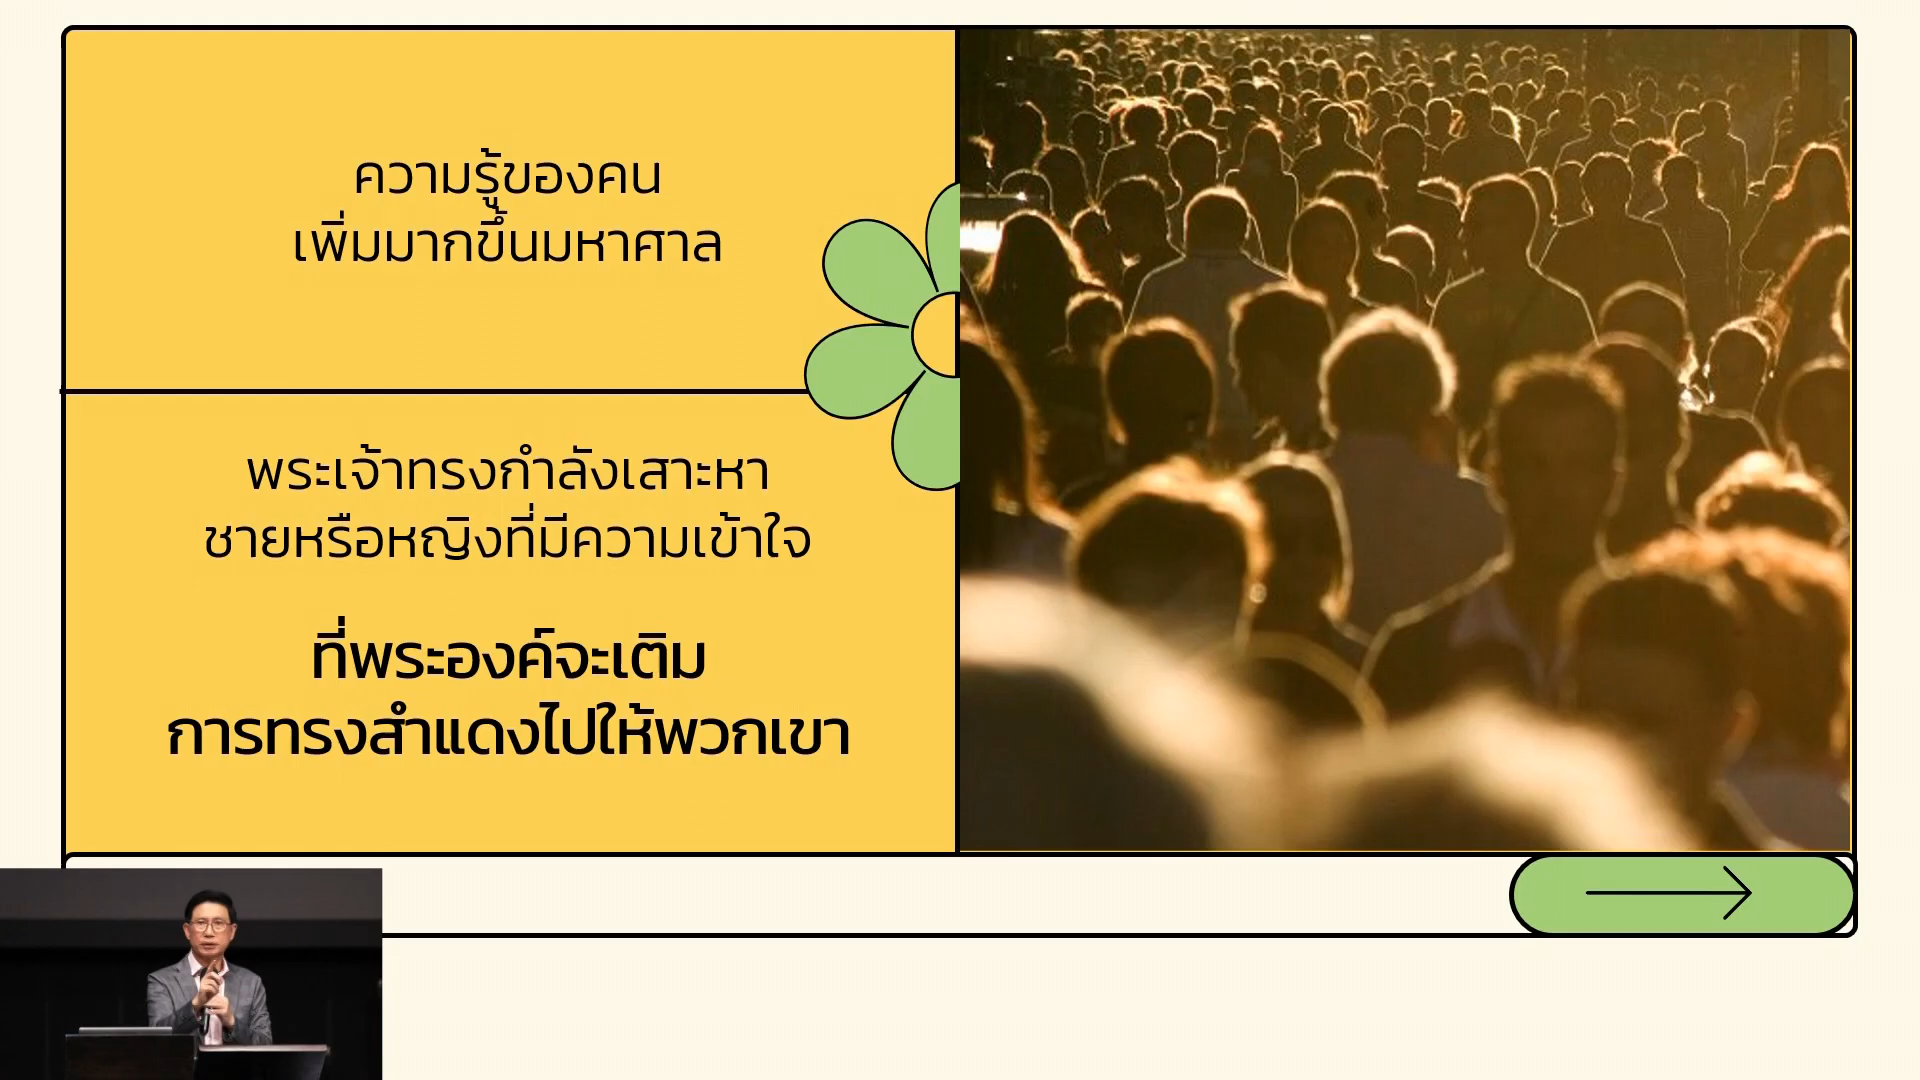 ความรู้ของคน
เพิ่มมากขึ้นมหาศาล
พระเจ้าทรงกำลังเสาะหา
ชายหรือหญิงที่มีความเข้าใจ
ที่พระองค์จะเติม
การทรงสำแดงไปให้พวกเขา